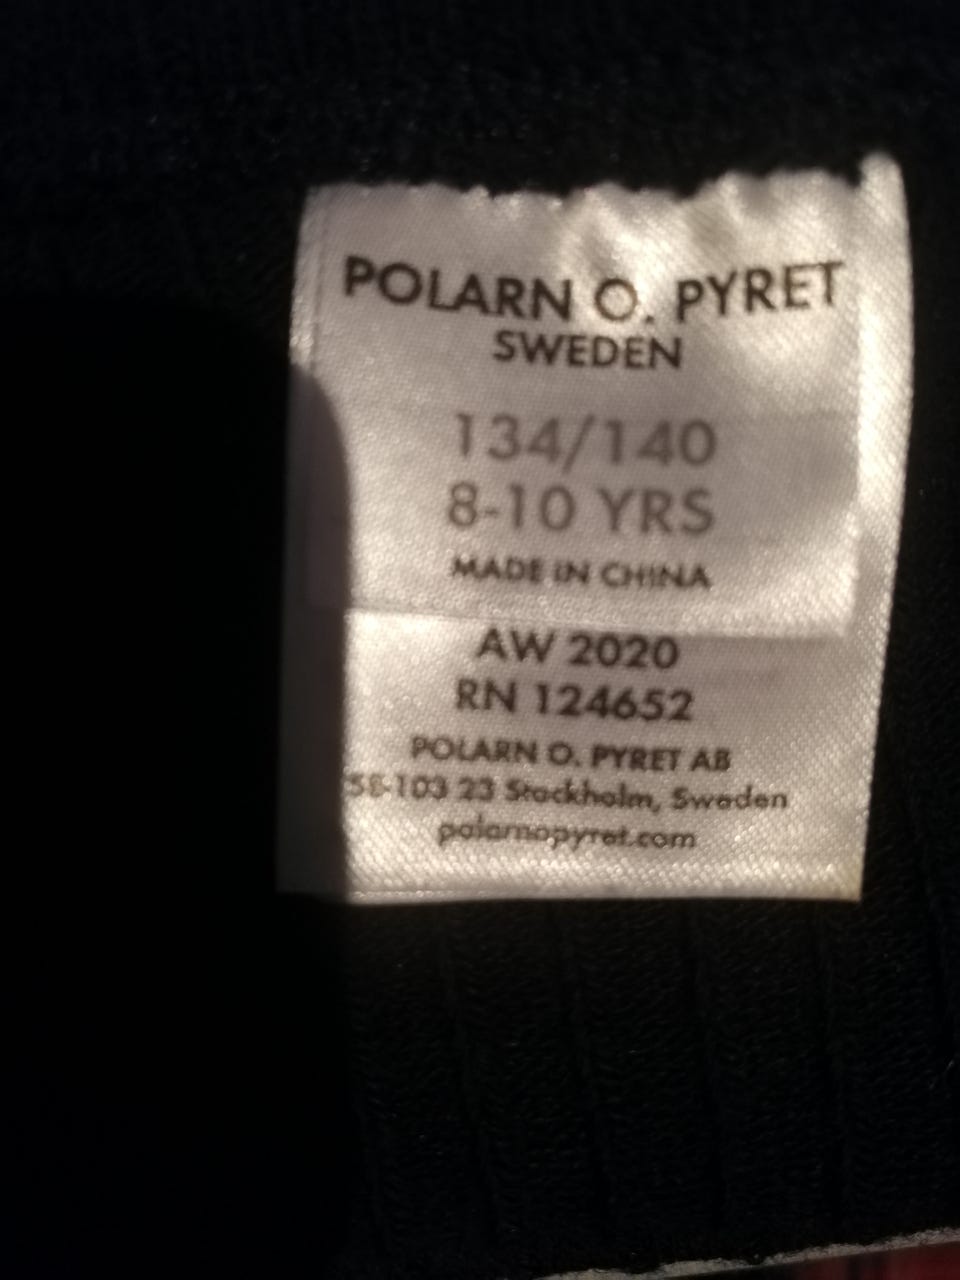 POLARN O. PYRET
SWEDEN
134/140
8-10 YRS
MADE IN CHINA
AW 2020
RN 124652
POLARN O. PYRET AB
103 23 Stockholm, Sweden
polarnopyret.com